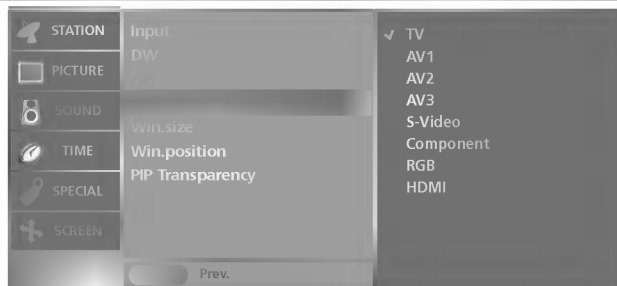 STATION
PICTURE
SOUND
TIME
SPECIAL
SCREEN
Input
DW
Win.size
Win.position
PIP Transparency
Prev.
✓ TV
AV1
AV2
AV3
S-Video
Component
RGB
HDMI